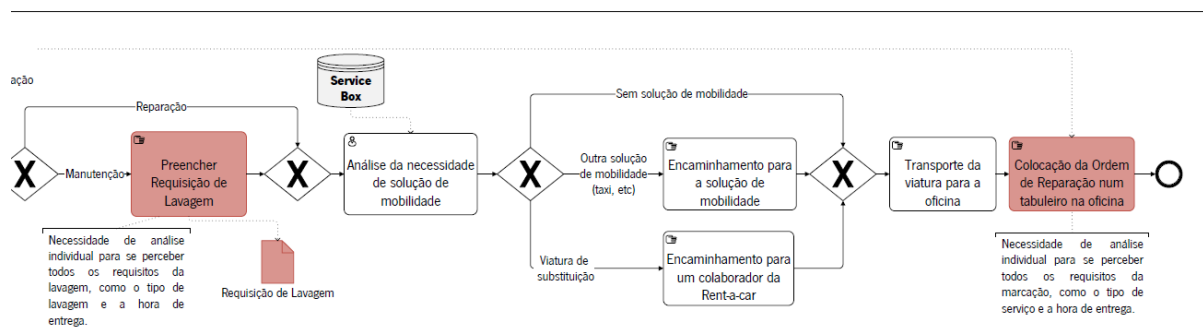 ação
Service
Box
Reparação
Sem solução de mobilidade
Manutenção
Preencher
Requisição de
Lavagem
Análise da necessidade
de solução de
mobilidade
Outra solução
de mobilidade
(taxi, etc)
Encaminhamento para
a solução de
mobilidade
Transporte da
viatura para a
oficina
Colocação da Ordem
de Reparação num
tabuleiro na oficina
Necessidade de análise
individual para se perceber
todos os requisitos da
lavagem, como o tipo de
lavagem e a hora de
entrega.
Requisição de Lavagem
Viatura de
substituição
Encaminhamento para
um colaborador da
Rent-a-car
Necessidade de análise
individual para se perceber
todos os requisitos da
marcação, como o tipo de
serviço e a hora de entrega.